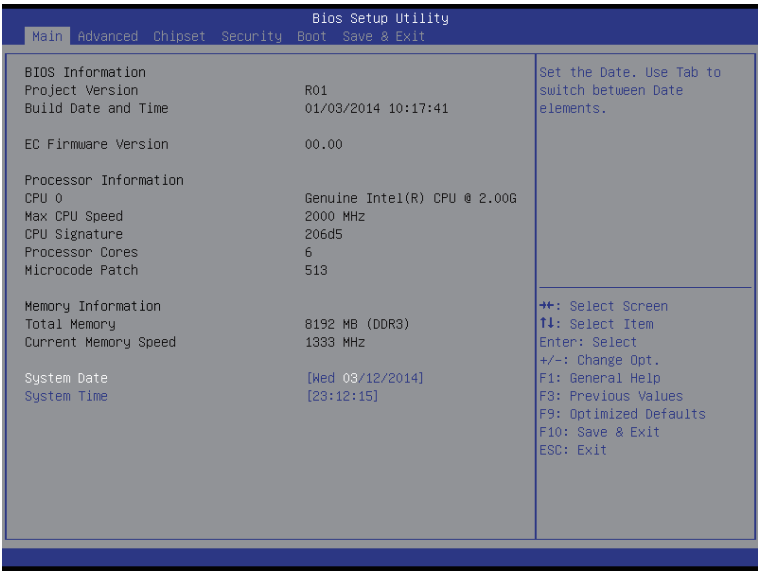 Bios Setup Utility
Main Advanced Chipset Security Boot Save & Exit
BIOS Information
Project Version R01
Build Date and Time 01/03/2014 10:17:41
EC Firmware Version 00.00
Processor Information
CPU 0 Genuine Intel(R) CPU @ 2.00G
Max CPU Speed 2000 MHz
CPU Signature 206d5
Processor Cores 6
Microcode Patch 513
Memory Information
Total Memory 8192 MB (DDR3)
Current Memory Speed 1333 MHz
System Date [Wed 03/12/2014]
System Time [23:12:15]
Set the Date. Use Tab to
switch between Date
elements.
→←: Select Screen
↑↓: Select Item
Enter: Select
+/-: Change Opt.
F1: General Help
F3: Previous Values
F9: Optimized Defaults
F10: Save & Exit
ESC: Exit